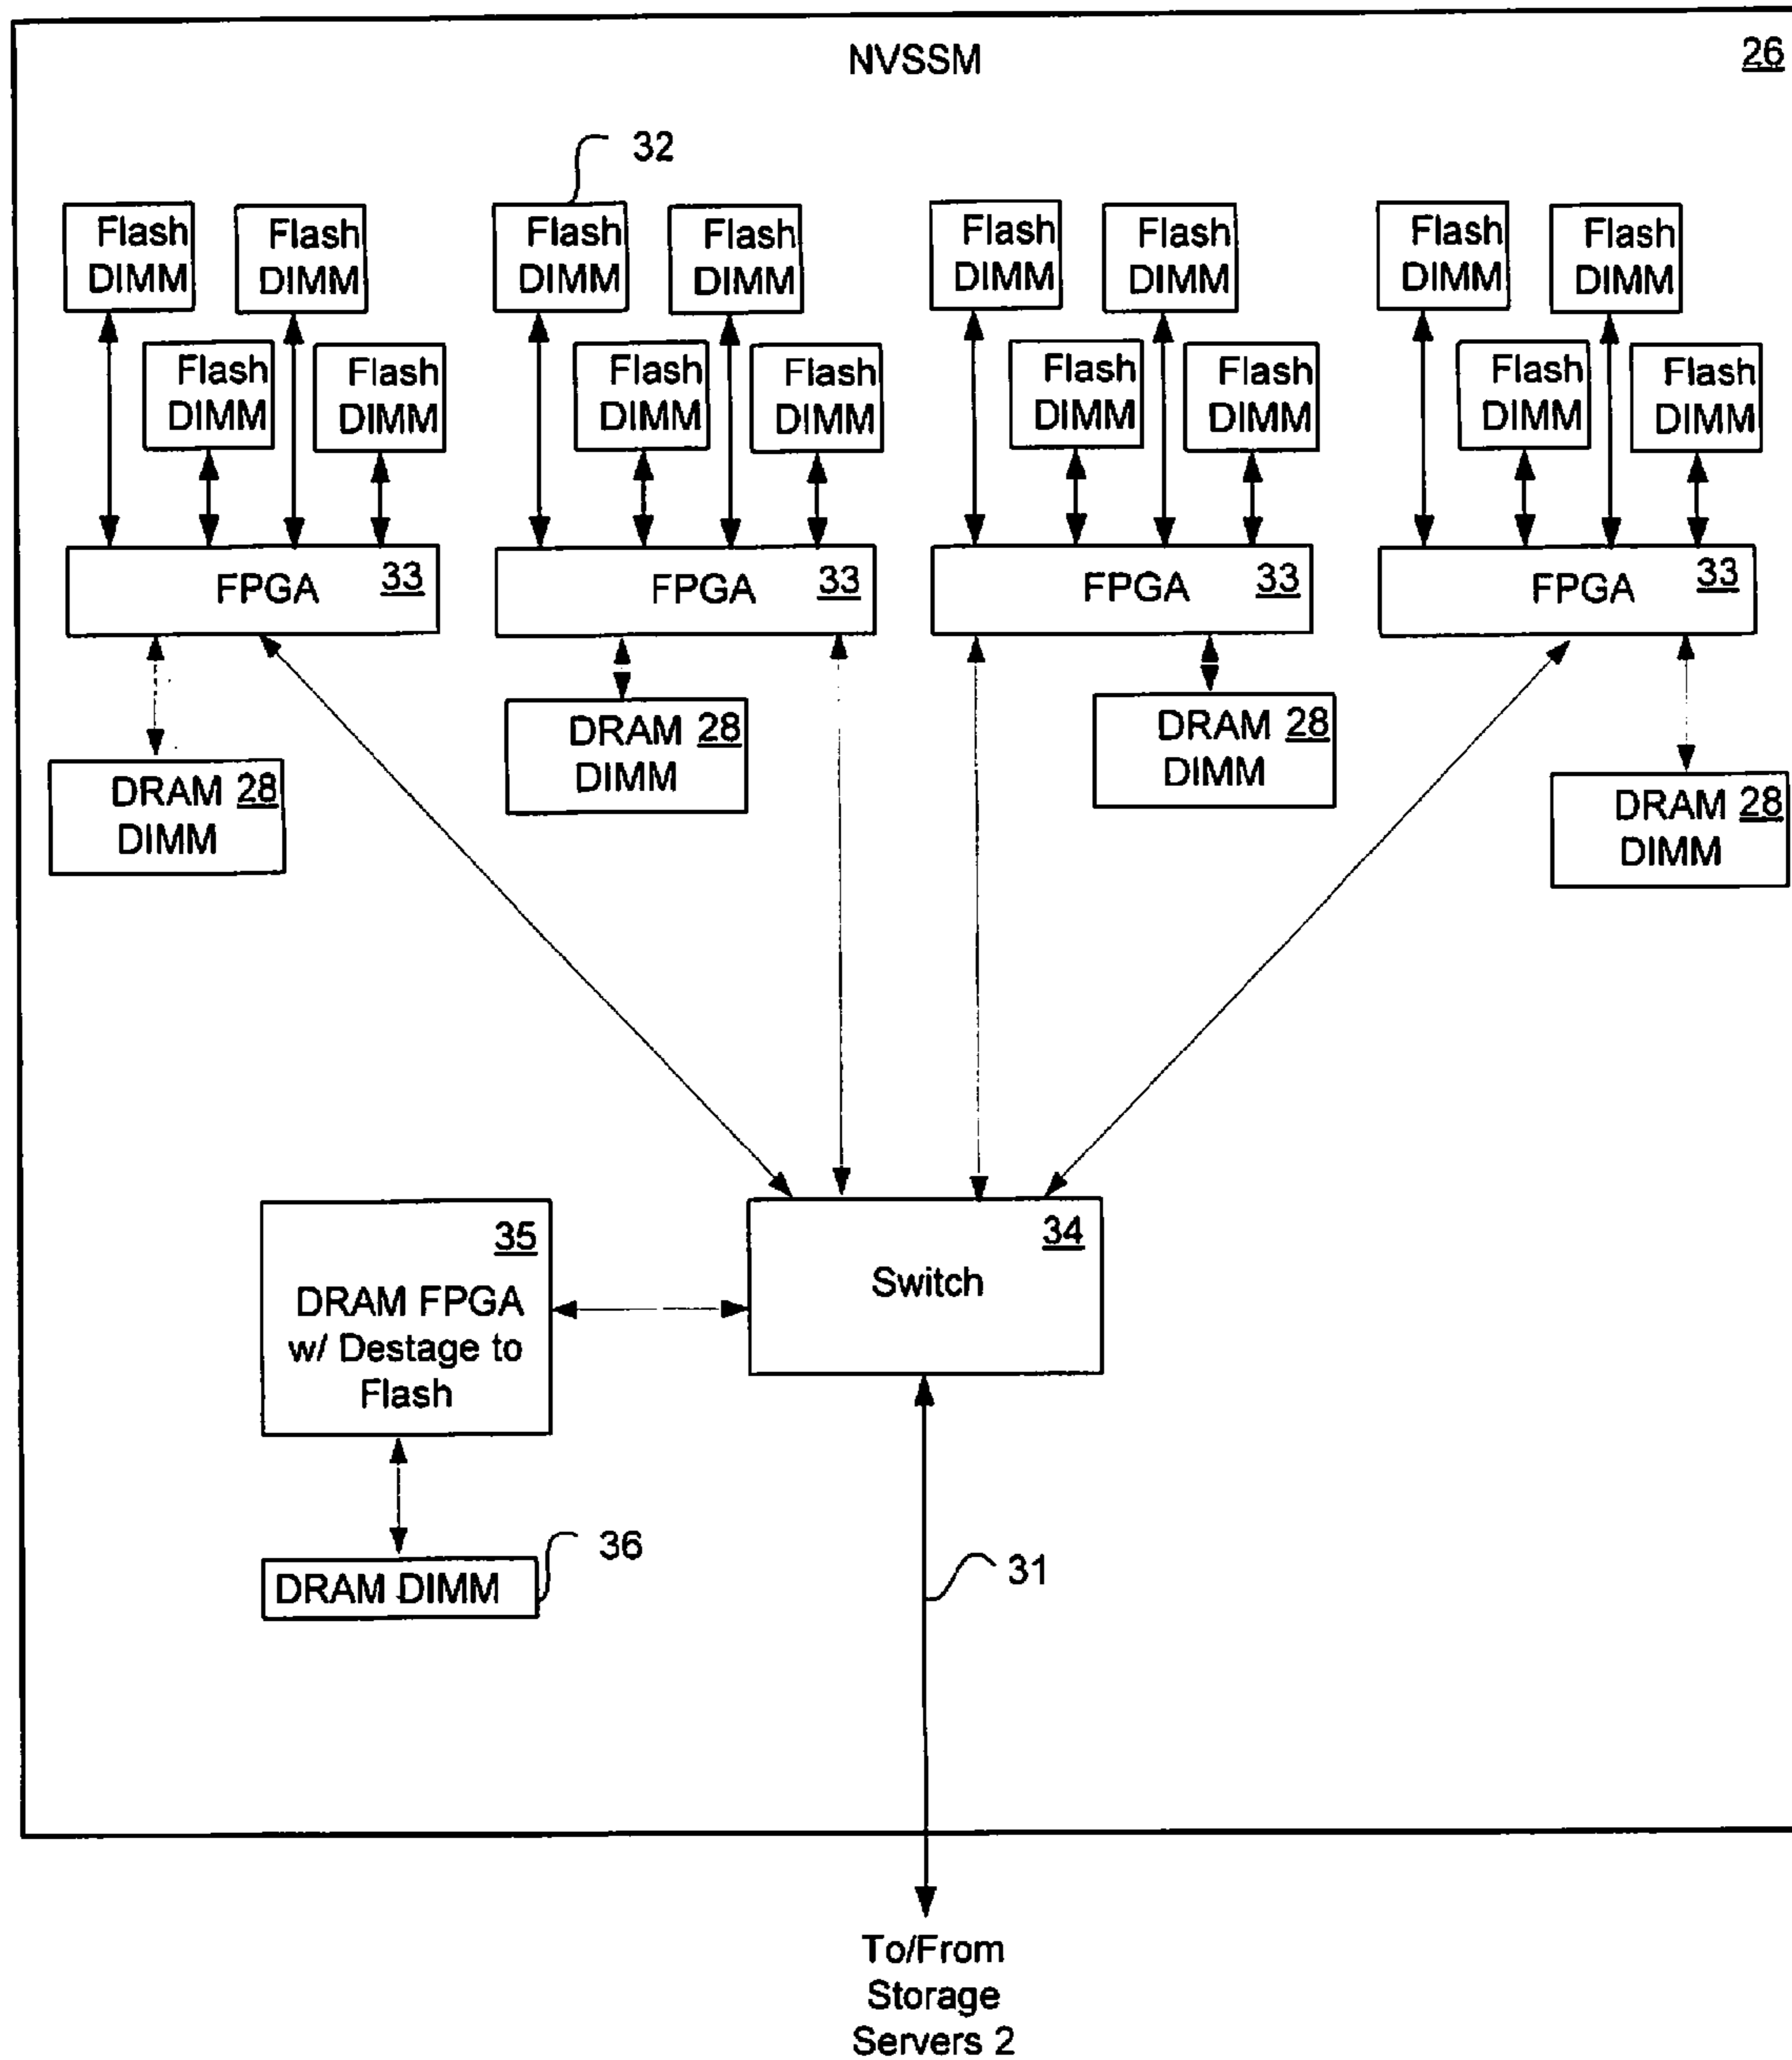 NVSSM
26
32
Flash
DIMM
Flash
DIMM
Flash
DIMM
Flash
DIMM
Flash
DIMM
Flash
DIMM
Flash
DIMM
Flash
DIMM
Flash
DIMM
Flash
DIMM
Flash
DIMM
Flash
DIMM
Flash
DIMM
Flash
DIMM
Flash
DIMM
Flash
DIMM
FPGA 33
FPGA 33
FPGA 33
FPGA 33
DRAM 28
DIMM
DRAM 28
DIMM
DRAM 28
DIMM
DRAM 28
DIMM
35
DRAM FPGA
w/ Destage to
Flash
34
Switch
36
DRAM DIMM
31
To/From
Storage
Servers 2